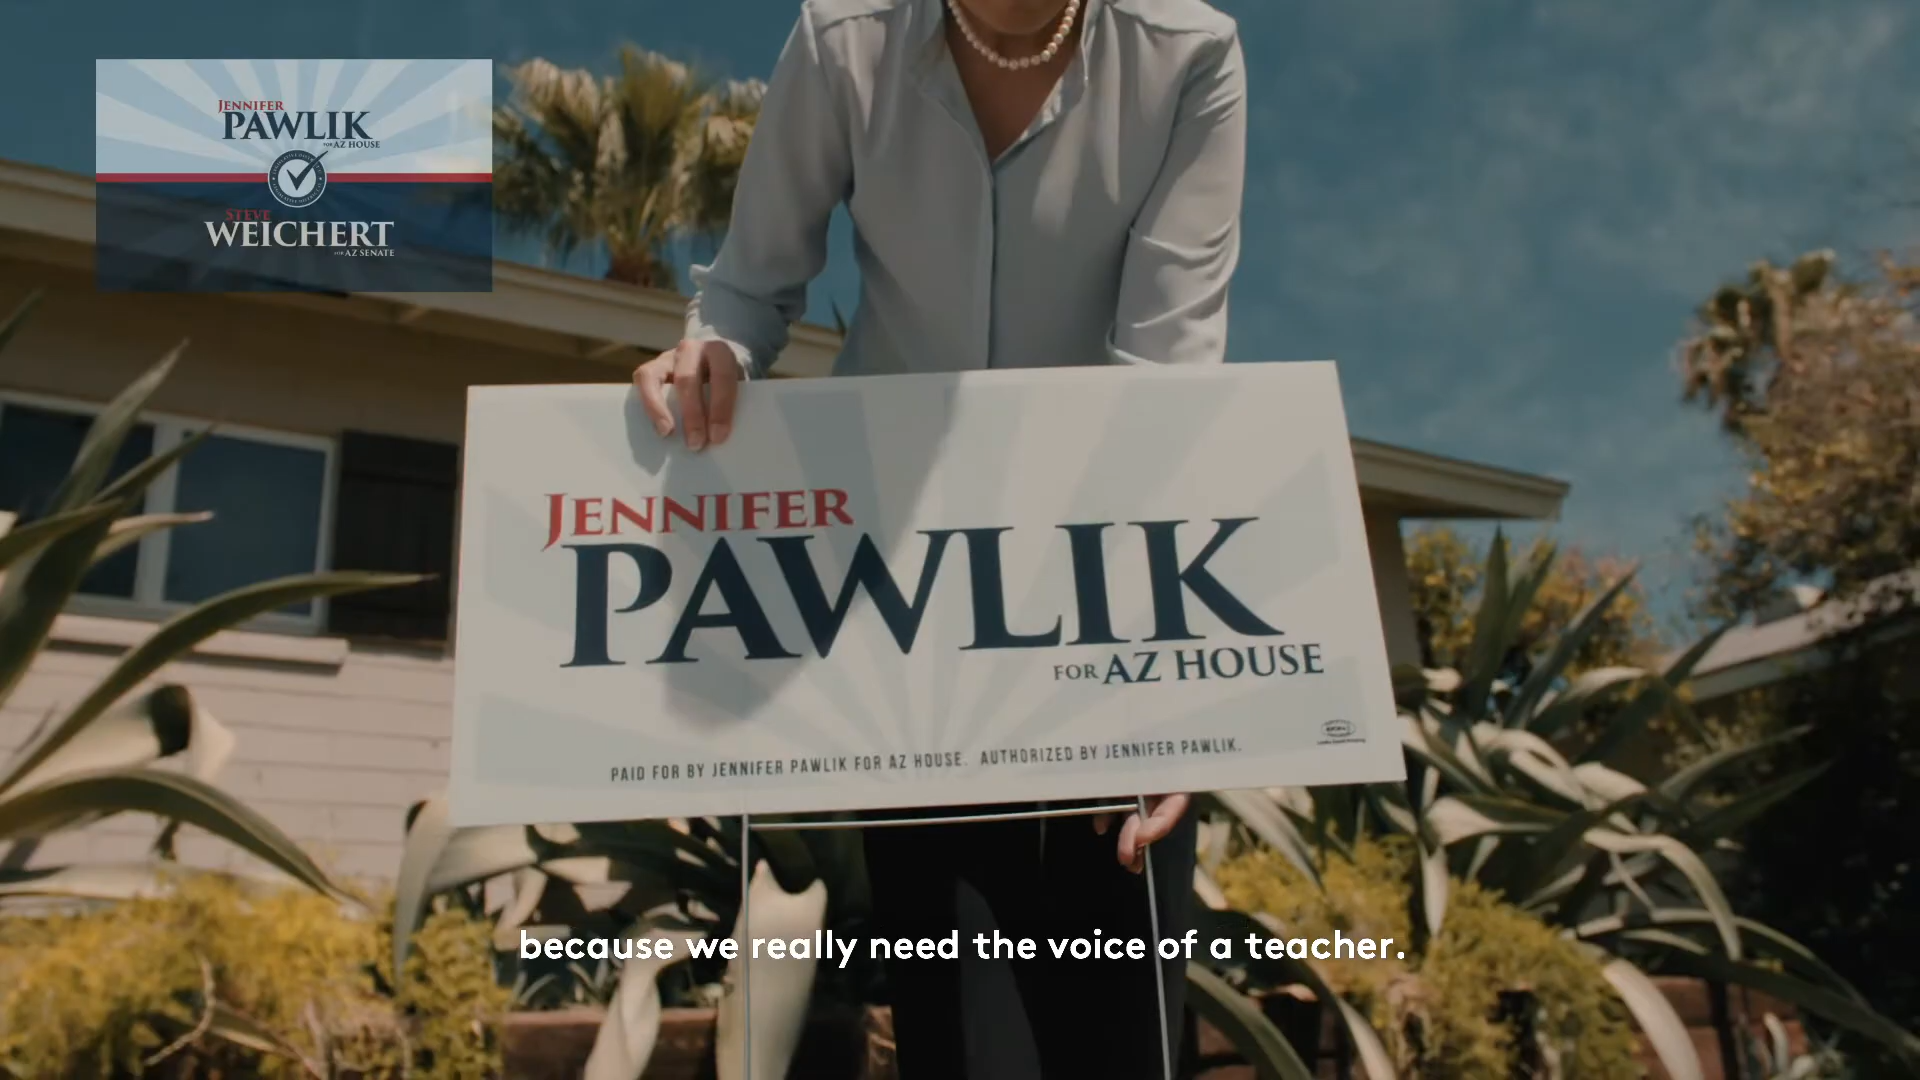 JENNIFER
PAWLIK
FOR AZ HOUSE
STEVE
WEICHERT
FOR AZ SENATE
JENNIFER
PAWLIK
FOR AZ HOUSE
PAID FOR BY JENNIFER PAWLIK FOR AZ HOUSE. AUTHORIZED BY JENNIFER PAWLIK.
because we really need the voice of a teacher.